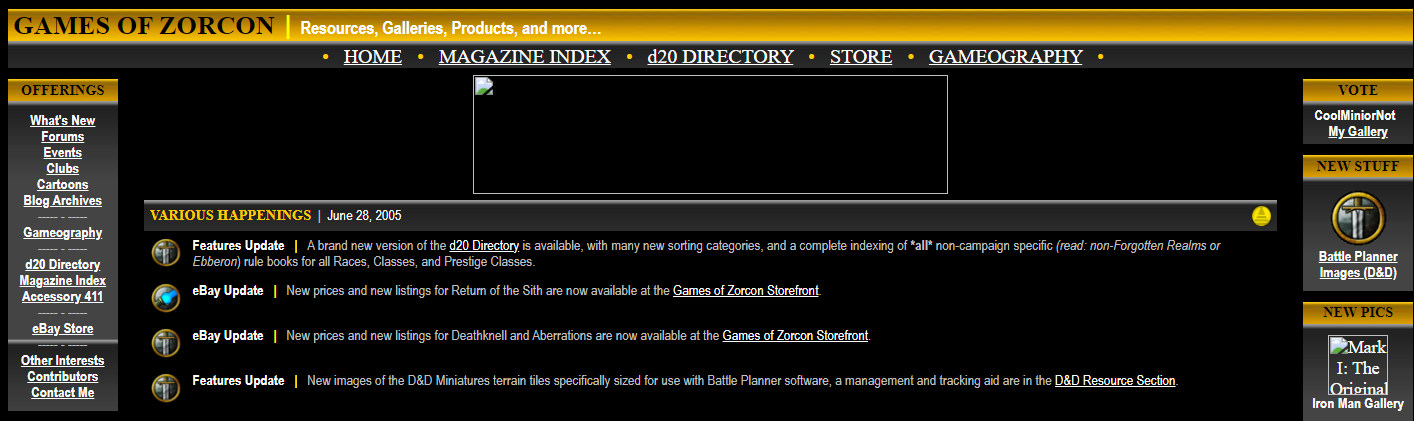 GAMES OF ZORCON | Resources, Galleries, Products, and more...
• HOME • MAGAZINE INDEX • d20 DIRECTORY • STORE • GAMEOGRAPHY •
OFFERINGS
What's New
Forums
Events
Clubs
Cartoons
Blog Archives
----- - -----
Gameography
----- - -----
d20 Directory
Magazine Index
Accessory 411
----- - -----
eBay Store
----- - -----
Other Interests
Contributors
Contact Me
VARIOUS HAPPENINGS | June 28, 2005
Features Update | A brand new version of the d20 Directory is available, with many new sorting categories, and a complete indexing of *all* non-campaign specific (read: non-Forgotten Realms or
Ebberon) rule books for all Races, Classes, and Prestige Classes.
eBay Update | New prices and new listings for Return of the Sith are now available at the Games of Zorcon Storefront.
eBay Update | New prices and new listings for Deathknell and Aberrations are now available at the Games of Zorcon Storefront.
Features Update | New images of the D&D Miniatures terrain tiles specifically sized for use with Battle Planner software, a management and tracking aid are in the D&D Resource Section.
VOTE
CoolMiniorNot
My Gallery
NEW STUFF
Battle Planner
Images (D&D)
NEW PICS
Mark
I: The
Original
Iron Man Gallery